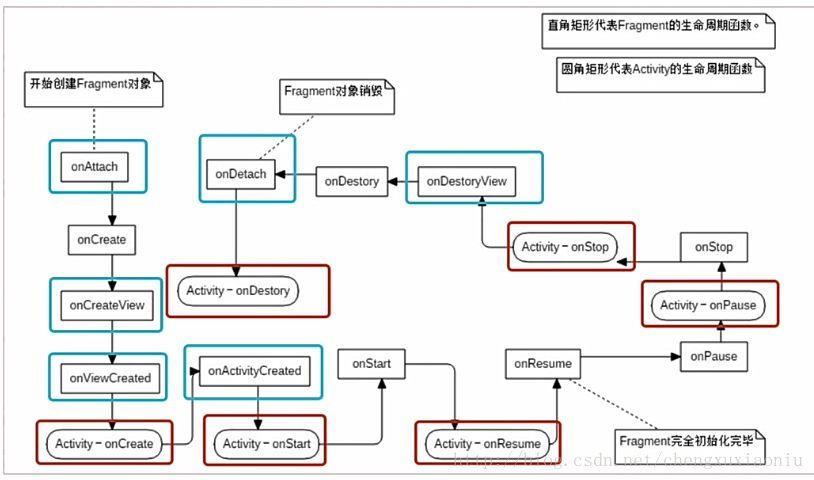 直角矩形代表Fragment的生命周期函数。
圆角矩形代表Activity的生命周期函数
开始创建Fragment对象
Fragment对象销毁
onAttach
onDetach
onDestory
onDestoryView
onCreate
Activity – onStop
onStop
onCreateView
Activity – onDestory
Activity – onPause
onViewCreated
onActivityCreated
onStart
onResume
onPause
Activity – onCreate
Activity – onStart
Activity – onResume
Fragment完全初始化完毕
http://blog.csdn.net/chengxuxiaoniu